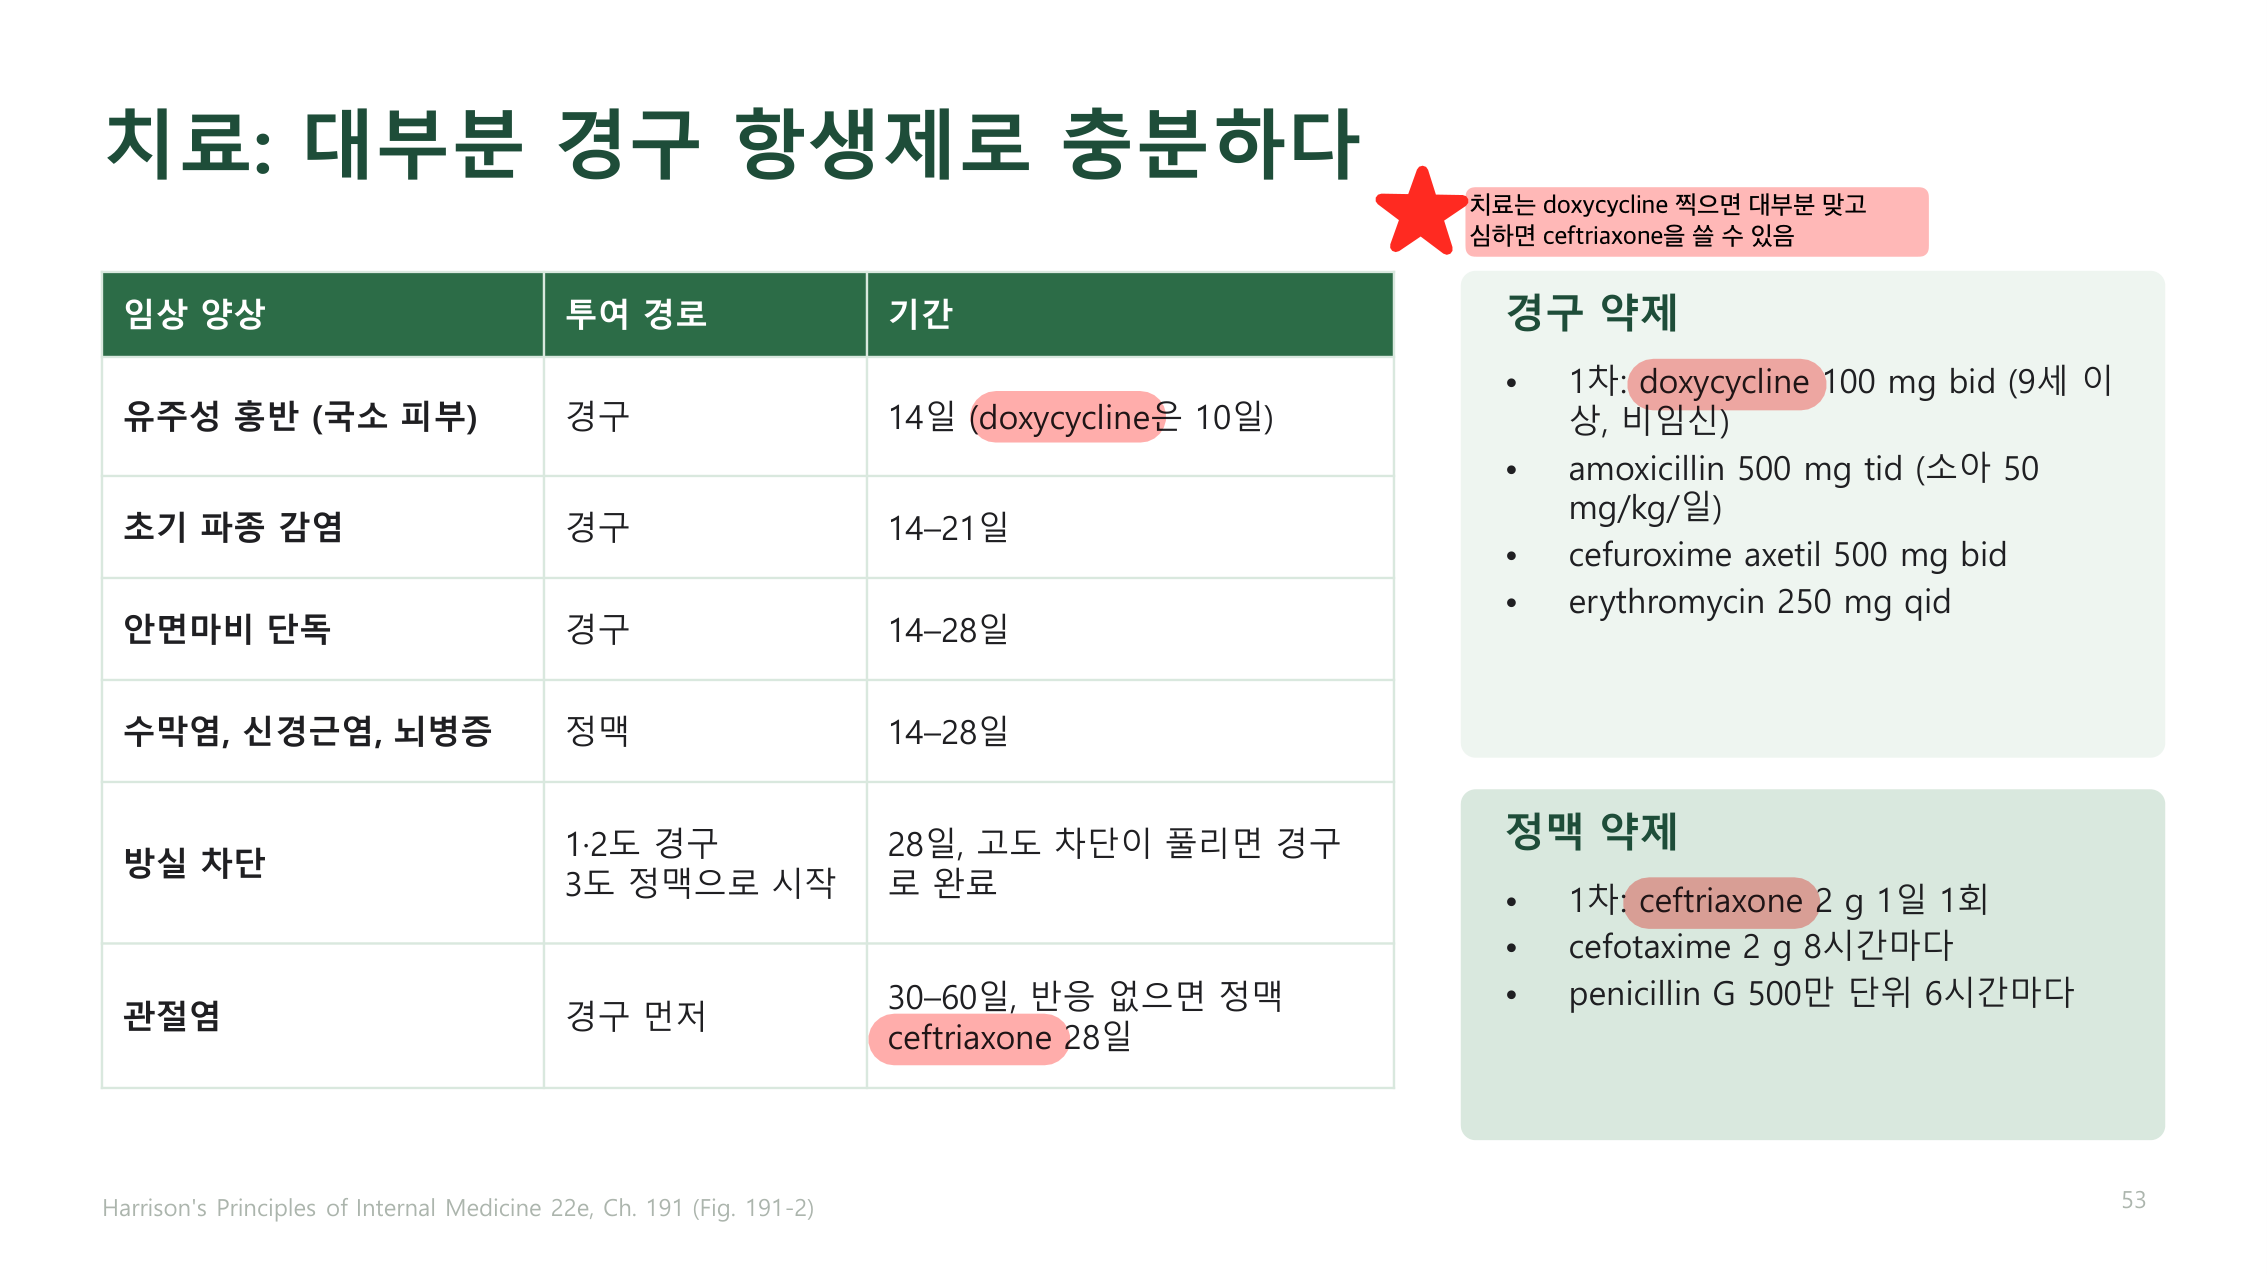 치료: 대부분 경구 항생제로 충분하다
치료는 doxycycline 찍으면 대부분 맞고
심하면 ceftriaxone을 쓸 수 있음
임상 양상 투여 경로 기간
유주성 홍반 (국소 피부) 경구 14일 (doxycycline은 10일)
초기 파종 감염 경구 14–21일
안면마비 단독 경구 14–28일
수막염, 신경근염, 뇌병증 정맥 14–28일
방실 차단
1·2도 경구
3도 정맥으로 시작
28일, 고도 차단이 풀리면 경구
로 완료
관절염
경구 먼저
30–60일, 반응 없으면 정맥
ceftriaxone 28일
경구 약제
• 1차: doxycycline 100 mg bid (9세 이
상, 비임신)
• amoxicillin 500 mg tid (소아 50
mg/kg/일)
• cefuroxime axetil 500 mg bid
• erythromycin 250 mg qid
정맥 약제
• 1차: ceftriaxone 2 g 1일 1회
• cefotaxime 2 g 8시간마다
• penicillin G 500만 단위 6시간마다
Harrison's Principles of Internal Medicine 22e, Ch. 191 (Fig. 191-2)
53